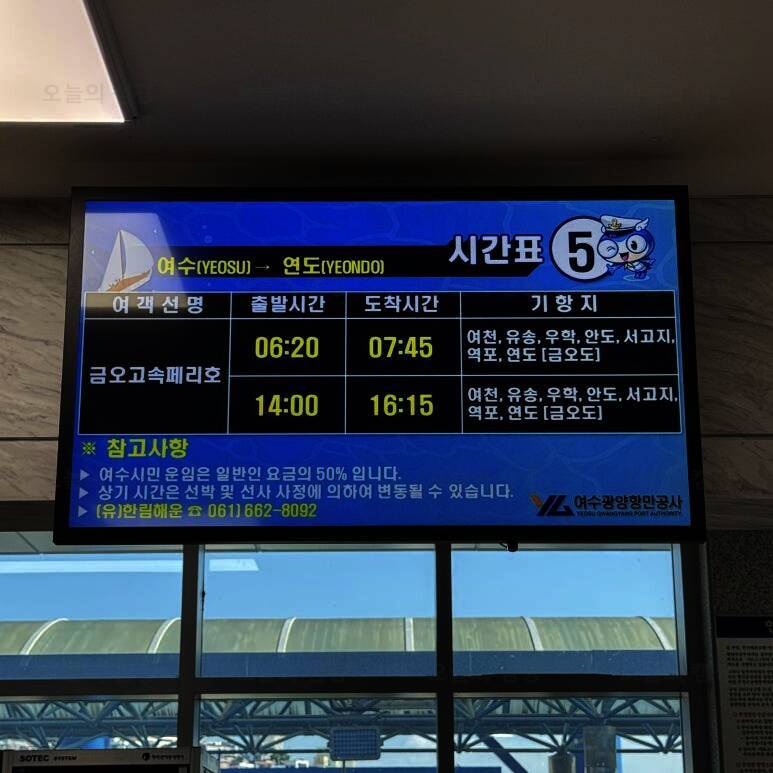 오늘의
시간표 5
여수(YEOSU) → 연도(YEONDO)
여객선명 출발시간 도착시간 기항지
금오고속페리호
06:20 07:45 여천, 유송, 우학, 안도, 서고지,
역포, 연도 [금오도]
14:00 16:15 여천, 유송, 우학, 안도, 서고지,
역포, 연도 [금오도]
※ 참고사항
▶ 여수시민 운임은 일반인 요금의 50% 입니다.
▶ 상기 시간은 선박 및 선사 사정에 의하여 변동될 수 있습니다.
▶ (유)한림해운 ☎ 061) 662-8092
YG 여수광양항만공사
YEOSU GWANGYANG PORT AUTHORITY
SOTEC SYSTEM